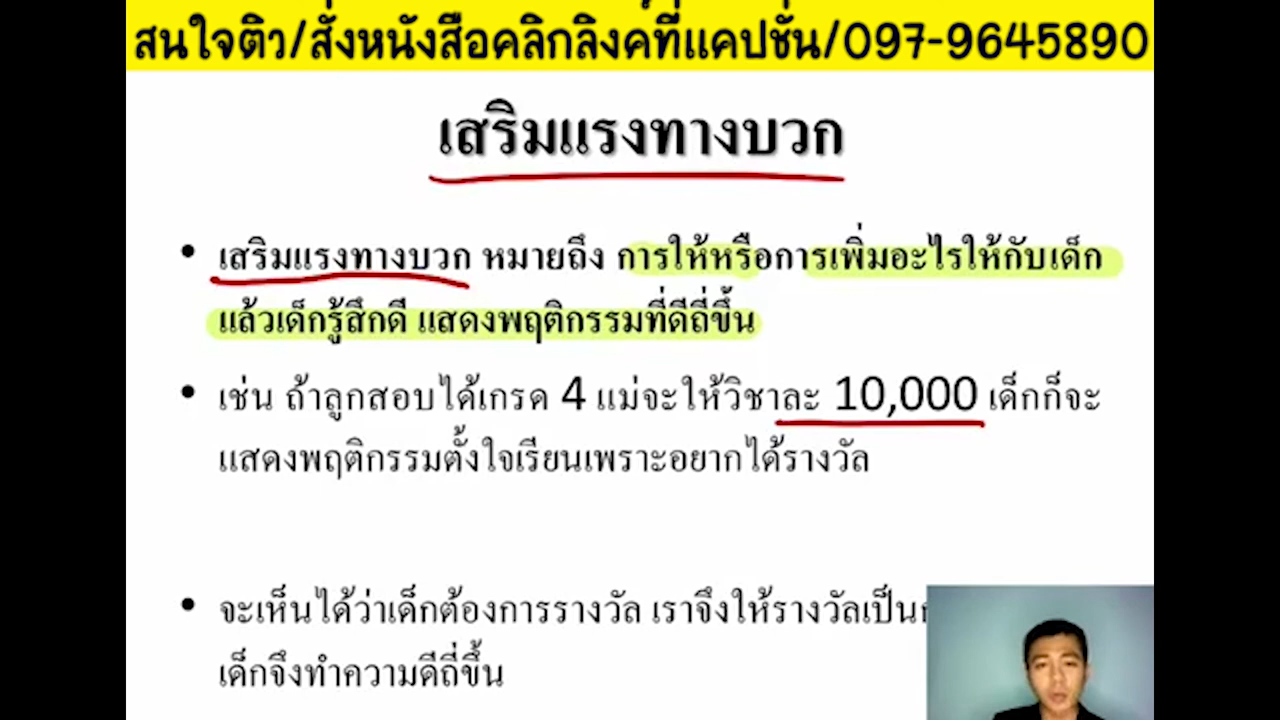 สนใจติว/สั่งหนังสือคลิกลิงค์ที่แคปชั่น/097-9645890
เสริมแรงทางบวก
• เสริมแรงทางบวก หมายถึง การให้หรือการเพิ่มอะไรให้กับเด็ก
แล้วเด็กรู้สึกดี แสดงพฤติกรรมที่ดีถี่ขึ้น
• เช่น ถ้าลูกสอบได้เกรด 4 แม่จะให้วิชาละ 10,000 เด็กก็จะ
แสดงพฤติกรรมตั้งใจเรียนเพราะอยากได้รางวัล
• จะเห็นได้ว่าเด็กต้องการรางวัล เราจึงให้รางวัลเป็น
เด็กจึงทำความดีถี่ขึ้น